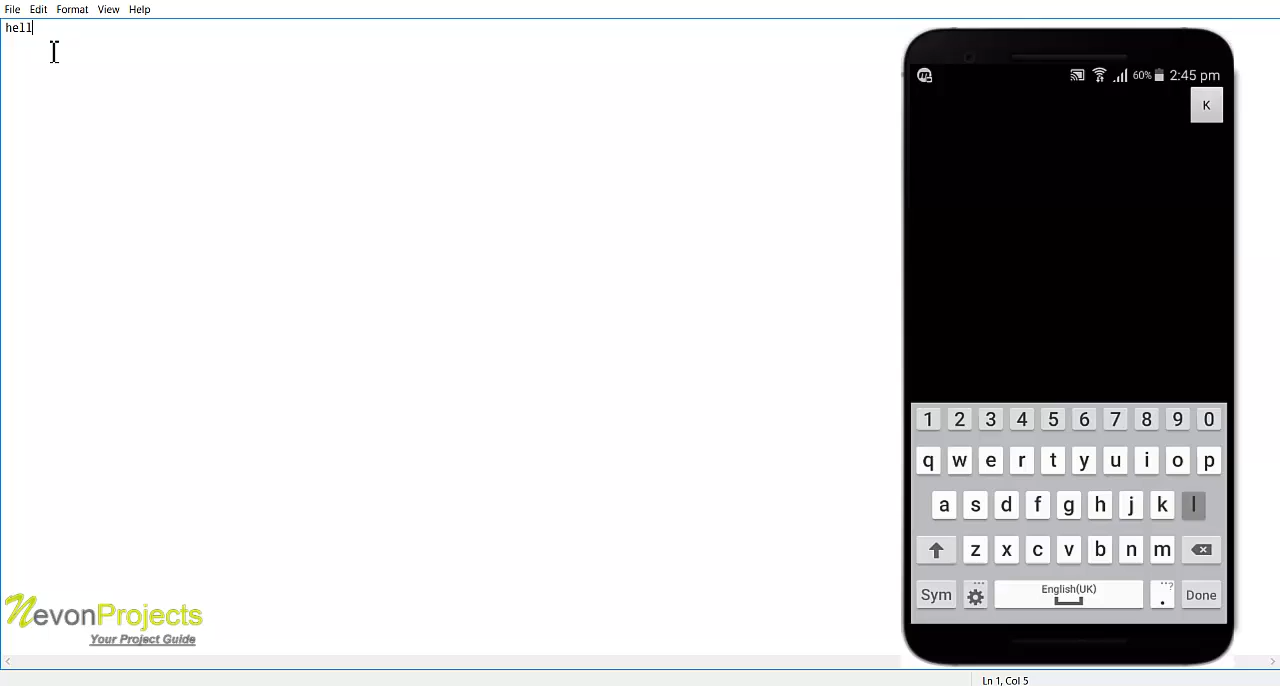 File Edit Format View Help
hell
60% 2:45 pm
K
1 2 3 4 5 6 7 8 9 0
q w e r t y u i o p
a s d f g h j k l
z x c v b n m
Sym English(UK) ...? . Done
NevonProjects
Your Project Guide
Ln 1, Col 5